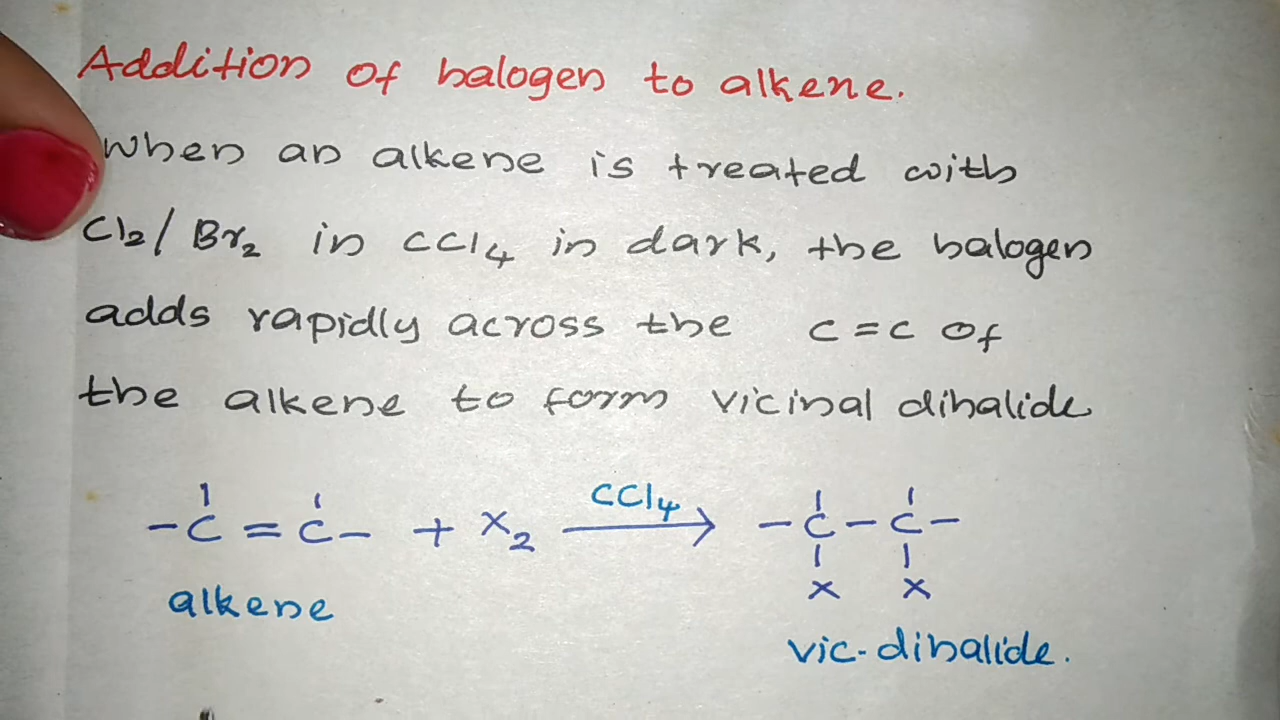 Addition of halogen to alkene.
When an alkene is treated with
Cl2/Br2 in CCl4 in dark, the halogen
adds rapidly across the C=C of
the alkene to form vicinal dihalide
-C=C- + X2 CCl4 → -C-C-
X X
alkene
vic-dihalide.